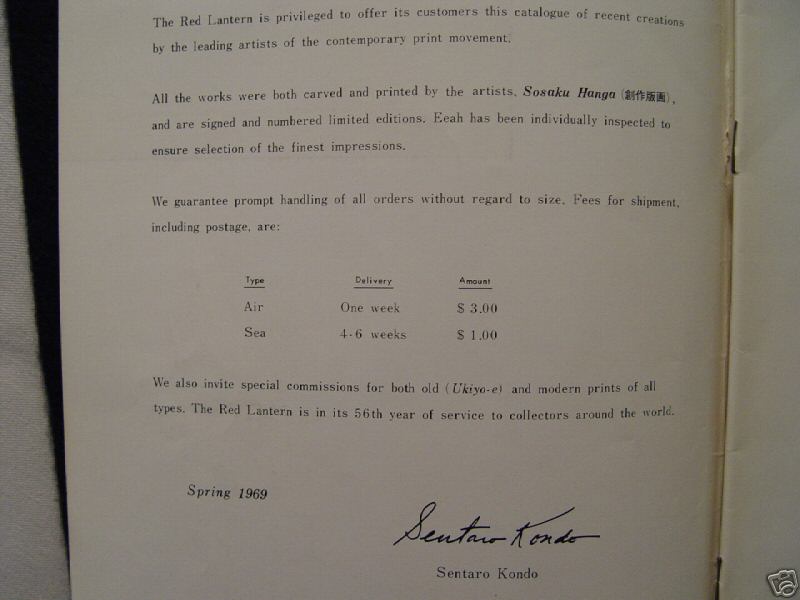 The Red Lantern is privileged to offer its customers this catalogue of recent creations
by the leading artists of the contemporary print movement.
All the works were both carved and printed by the artists, Sosaku Hanga (創作版画),
and are signed and numbered limited editions. Eeah has been individually inspected to
ensure selection of the finest impressions.
We guarantee prompt handling of all orders without regard to size. Fees for shipment,
including postage, are:
Type Delivery Amount
Air One week $ 3.00
Sea 4-6 weeks $ 1.00
We also invite special commissions for both old (Ukiyo-e) and modern prints of all
types. The Red Lantern is in its 56th year of service to collectors around the world.
Spring 1969
Sentaro Kondo
Sentaro Kondo